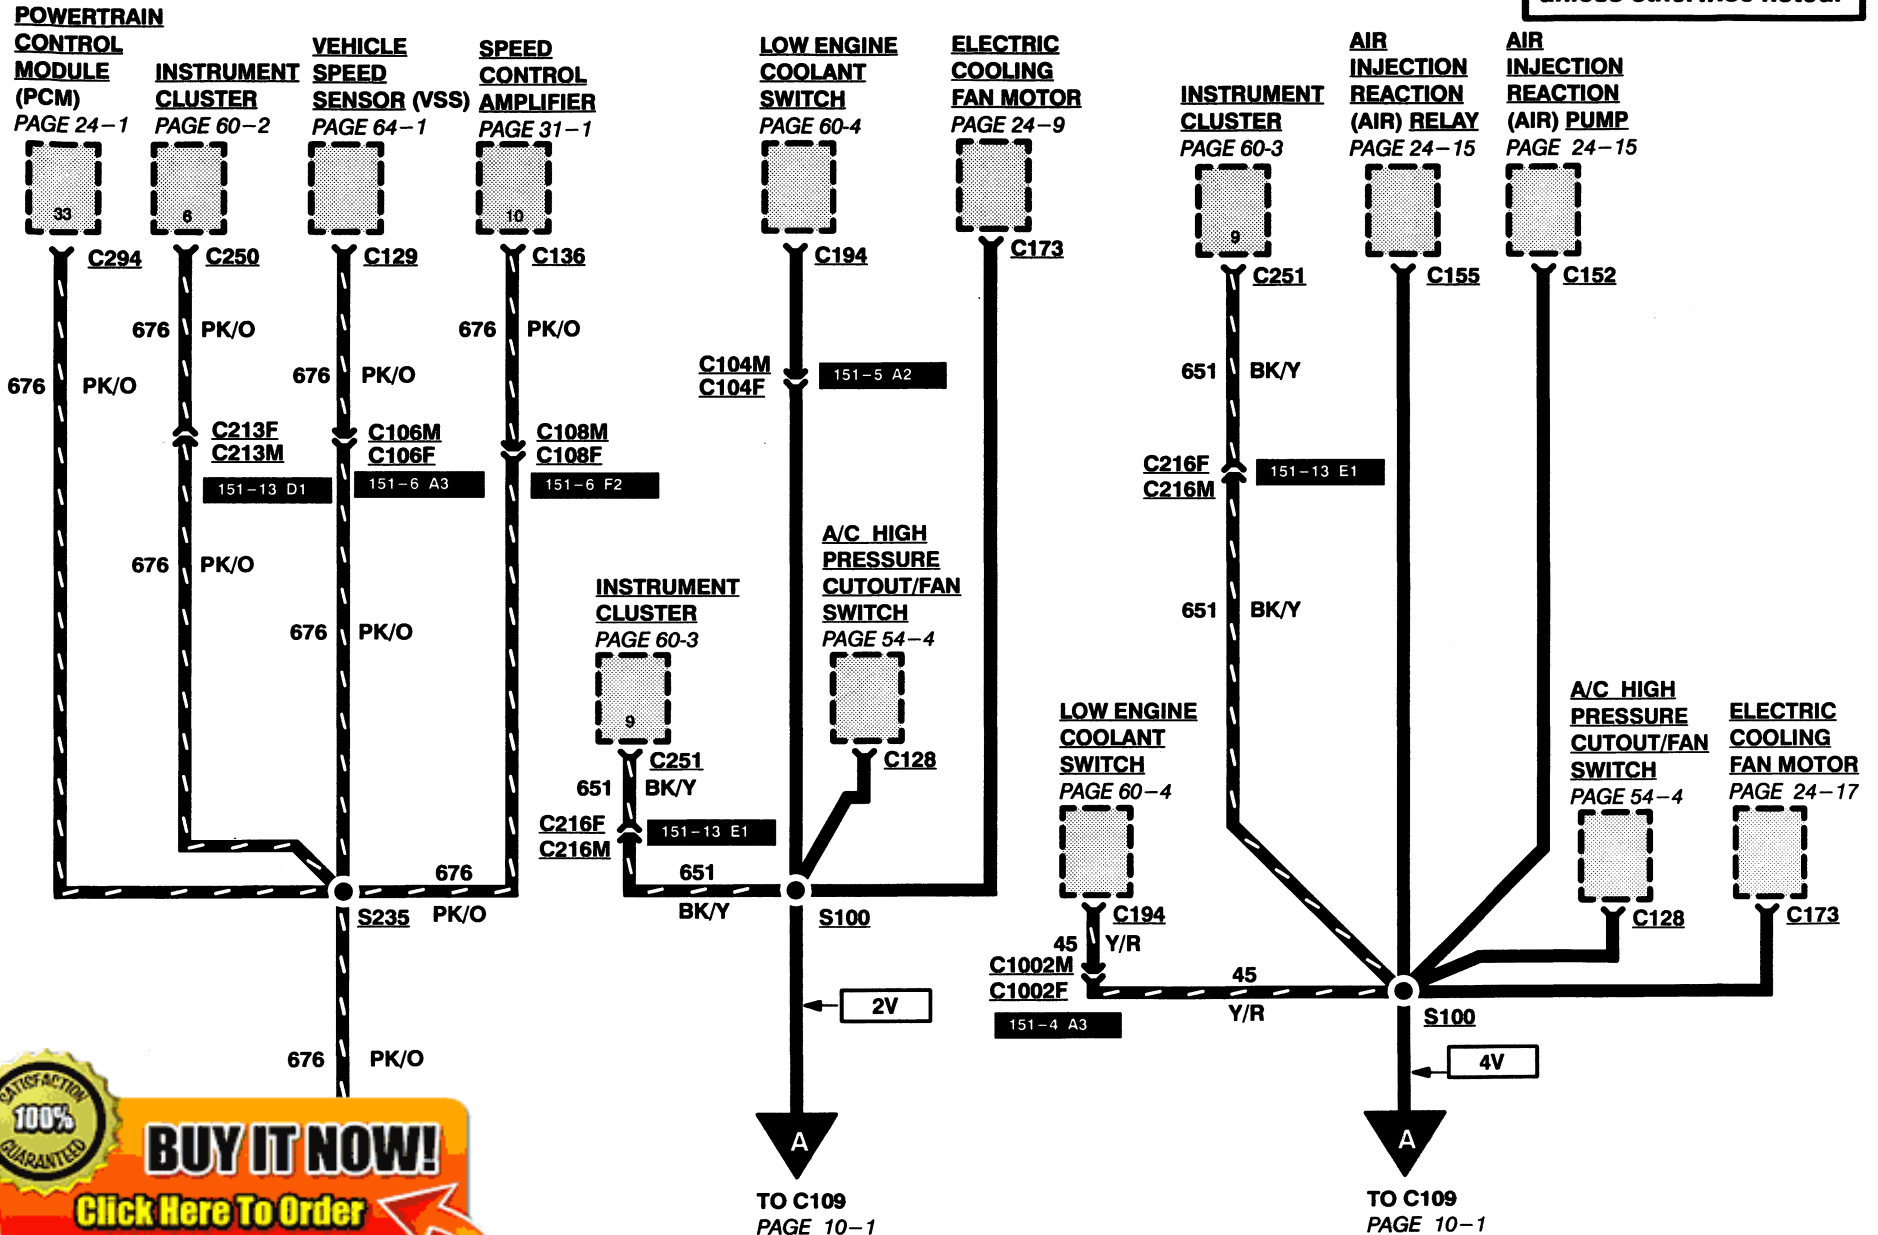 unless otherwise noted.
POWERTRAIN
CONTROL
MODULE
(PCM)
PAGE 24-1
33
C294
676 PK/O
INSTRUMENT
CLUSTER
PAGE 60-2
6
C250
676 PK/O
C213F
C213M
151-13 D1
676 PK/O
VEHICLE
SPEED
SENSOR (VSS)
PAGE 64-1
C129
676 PK/O
C106M
C106F
151-6 A3
676 PK/O
SPEED
CONTROL
AMPLIFIER
PAGE 31-1
10
C136
676 PK/O
C108M
C108F
151-6 F2
676
PK/O
S235
676 PK/O
LOW ENGINE
COOLANT
SWITCH
PAGE 60-4
C194
C104M
C104F
151-5 A2
ELECTRIC
COOLING
FAN MOTOR
PAGE 24-9
C173
INSTRUMENT
CLUSTER
PAGE 60-3
9
C251
651 BK/Y
C216F
C216M
151-13 E1
651
BK/Y
A/C HIGH
PRESSURE
CUTOUT/FAN
SWITCH
PAGE 54-4
C128
S100
2V
A
TO C109
PAGE 10-1
INSTRUMENT
CLUSTER
PAGE 60-3
9
C251
651 BK/Y
C216F
C216M
151-13 E1
651 BK/Y
AIR
INJECTION
REACTION
(AIR) RELAY
PAGE 24-15
C155
AIR
INJECTION
REACTION
(AIR) PUMP
PAGE 24-15
C152
LOW ENGINE
COOLANT
SWITCH
PAGE 60-4
C194
45 Y/R
C1002M
C1002F
151-4 A3
45
Y/R
A/C HIGH
PRESSURE
CUTOUT/FAN
SWITCH
PAGE 54-4
C128
ELECTRIC
COOLING
FAN MOTOR
PAGE 24-17
C173
S100
4V
A
TO C109
PAGE 10-1
SATISFACTION
100%
GUARANTEED
BUY IT NOW!
Click Here To Order